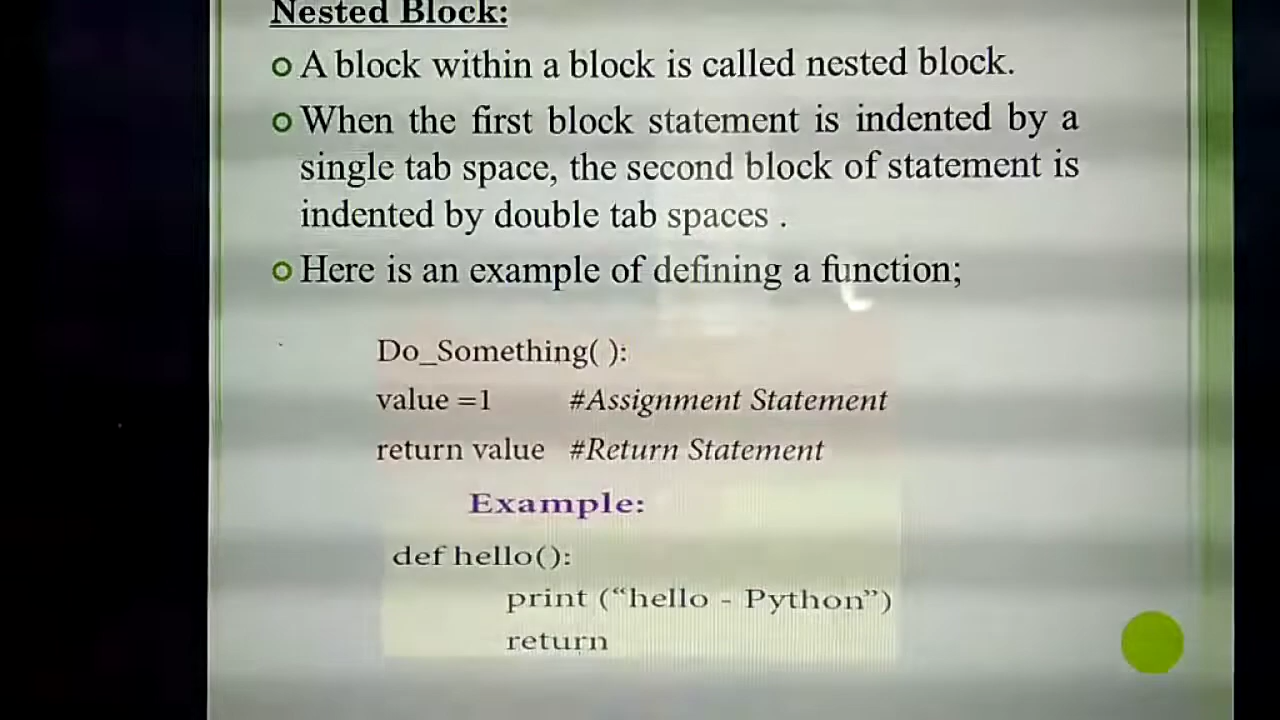 Nested Block:
A block within a block is called nested block.
When the first block statement is indented by a
single tab space, the second block of statement is
indented by double tab spaces .
Here is an example of defining a function;
Do_Something( ):
value =1 #Assignment Statement
return value #Return Statement
Example:
def hello():
print (“hello - Python”)
return